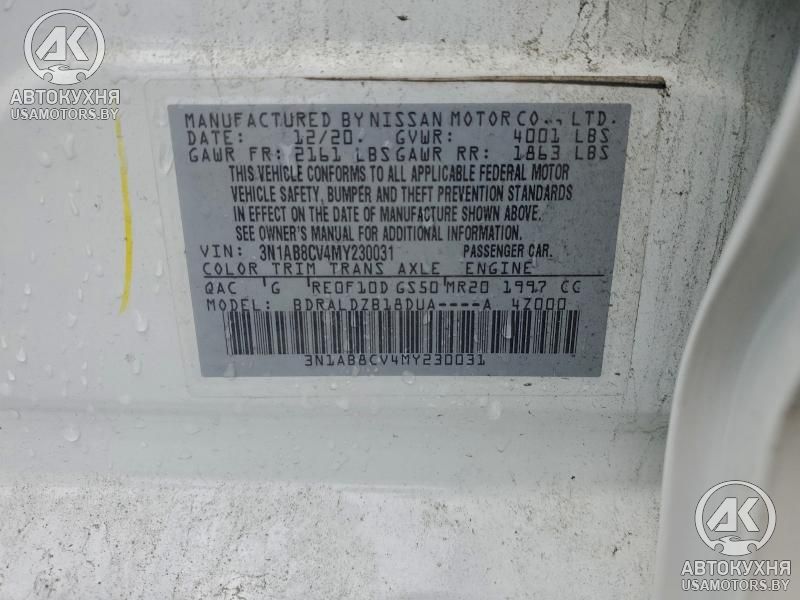 АК
АВТОКУХНЯ
USAMOTORS.BY
MANUFACTURED BY NISSAN MOTOR CO., LTD.
DATE: 12/20. GVWR: 4001 LBS
GAWR FR: 2161 LBS GAWR RR: 1863 LBS
THIS VEHICLE CONFORMS TO ALL APPLICABLE FEDERAL MOTOR
VEHICLE SAFETY, BUMPER AND THEFT PREVENTION STANDARDS
IN EFFECT ON THE DATE OF MANUFACTURE SHOWN ABOVE.
SEE OWNER'S MANUAL FOR ADDITIONAL INFORMATION.
VIN: 3N1AB8CV4MY230031 PASSENGER CAR.
COLOR TRIM TRANS AXLE ENGINE
QAC G RE0F10D GS50 MR20 1997 CC
MODEL: BDRALDZB18DUA----A 4Z000
3N1AB8CV4MY230031
АК
АВТОКУХНЯ
USAMOTORS.BY